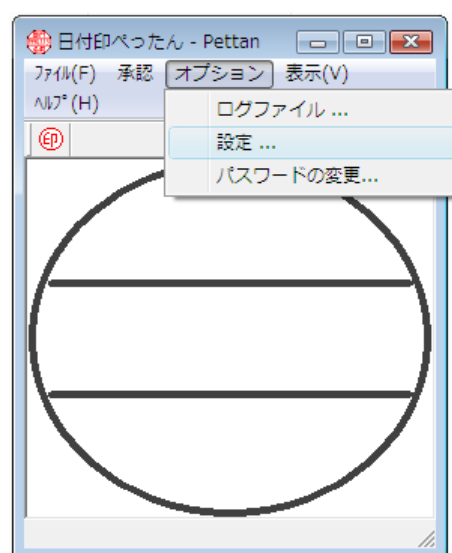 日付印ぺったん - Pettan
ﾌｧｲﾙ(F) 承認 オプション 表示(V)
ﾍﾙﾌﾟ(H)
ログファイル ...
設定 ...
パスワードの変更...
印